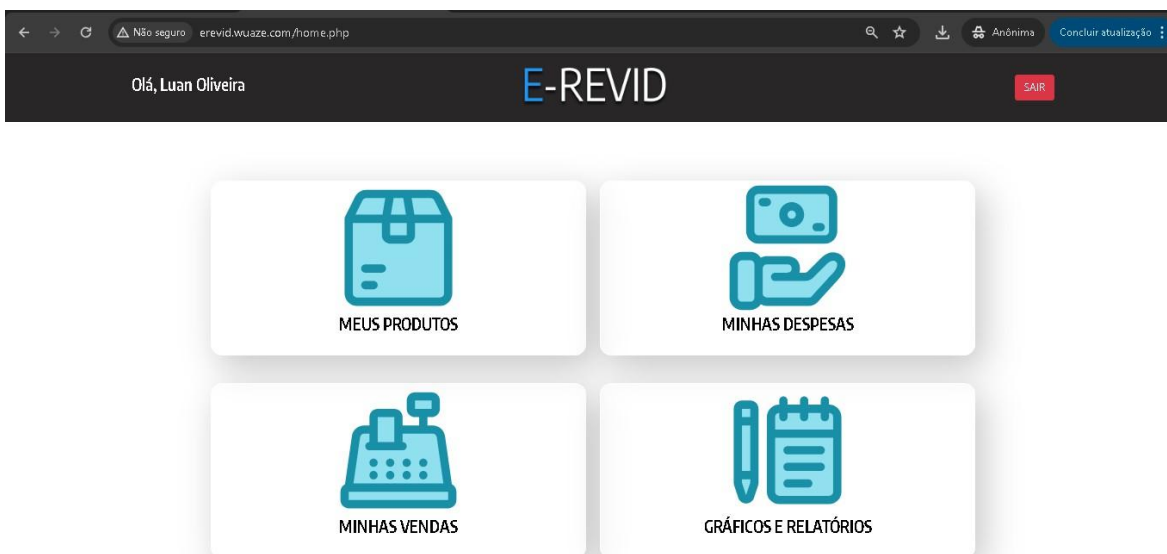 Não seguro erevid.wuaze.com/home.php Anônima Concluir atualização
Olá, Luan Oliveira E-REVID SAIR
MEUS PRODUTOS MINHAS DESPESAS
MINHAS VENDAS GRÁFICOS E RELATÓRIOS